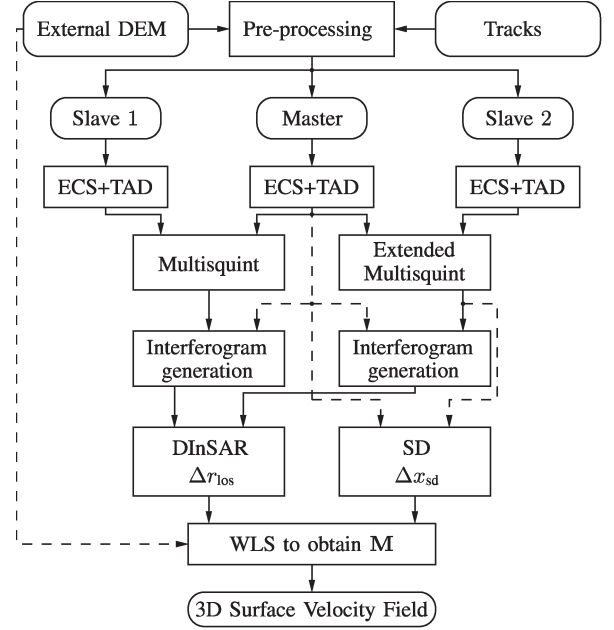 External DEM
Pre-processing
Tracks
Slave 1
Master
Slave 2
ECS+TAD
ECS+TAD
ECS+TAD
Multisquint
Extended
Multisquint
Interferogram
generation
Interferogram
generation
DInSAR
Δr_los
SD
Δx_sd
WLS to obtain M
3D Surface Velocity Field